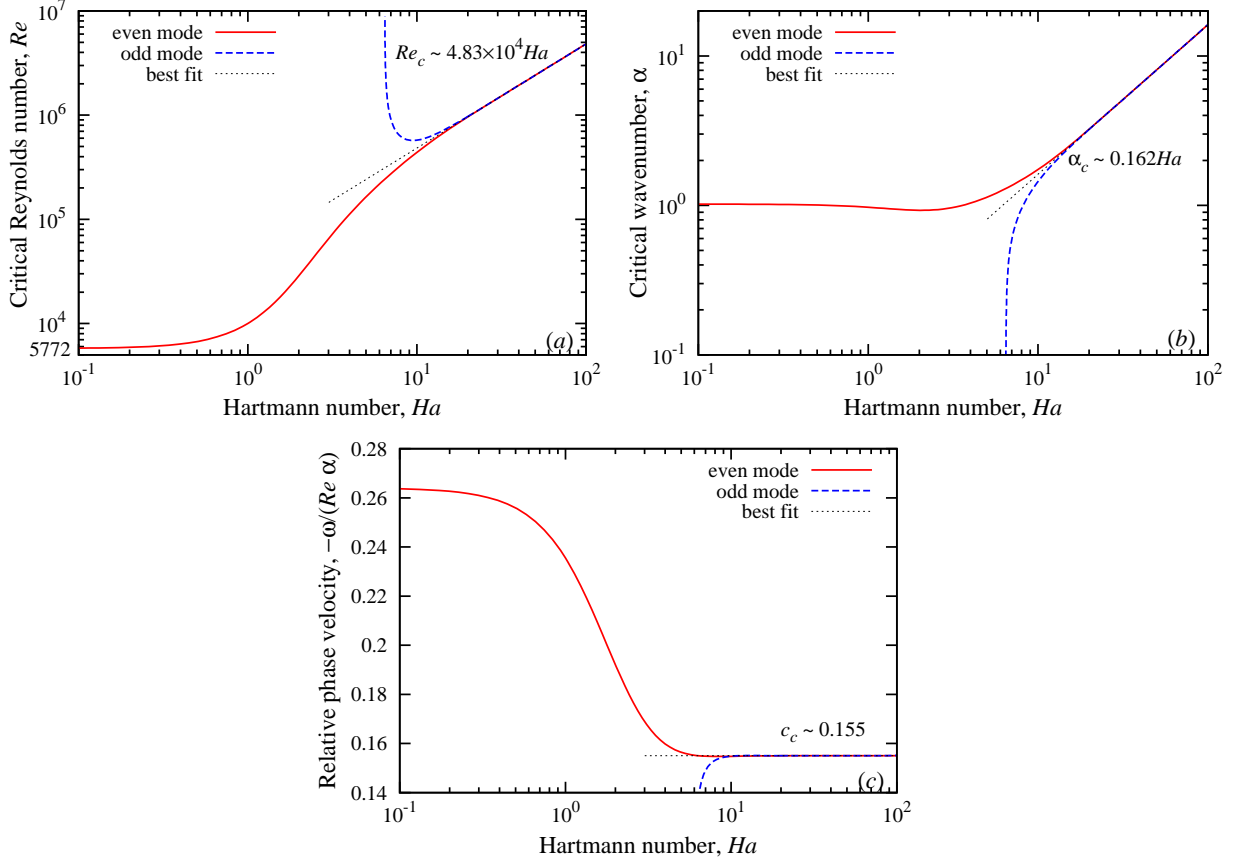 Critical Reynolds number, Re
10^7
10^6
10^5
10^4
5772
even mode
odd mode
best fit
Re_c ~ 4.83×10^4Ha
(a)
10^-1
10^0
10^1
10^2
Hartmann number, Ha
Critical wavenumber, α
10^1
10^0
10^-1
even mode
odd mode
best fit
α_c ~ 0.162Ha
(b)
10^-1
10^0
10^1
10^2
Hartmann number, Ha
Relative phase velocity, −ω/(Re α)
0.28
0.26
0.24
0.22
0.2
0.18
0.16
0.14
even mode
odd mode
best fit
c_c ~ 0.155
(c)
10^-1
10^0
10^1
10^2
Hartmann number, Ha